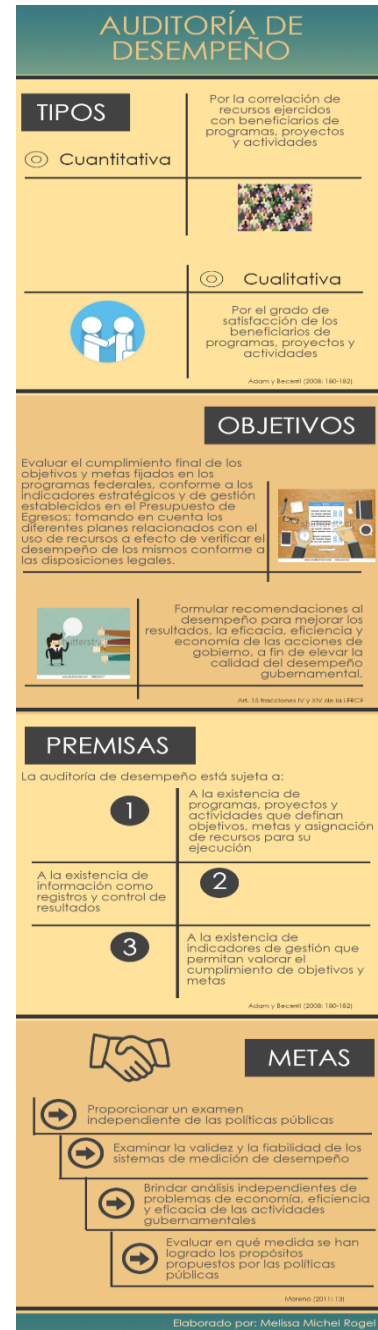 AUDITORÍA DE
DESEMPEÑO
TIPOS
Cuantitativa
Por la correlación de
recursos ejercidos
con beneficiarios de
programas, proyectos
y actividades
Cualitativa
Por el grado de
satisfacción de los
beneficiarios de
programas, proyectos y
actividades
Adam y Becerril (2008: 180-182)
OBJETIVOS
Evaluar el cumplimiento final de los
objetivos y metas fijados en los
programas federales, conforme a los
indicadores estratégicos y de gestión
establecidos en el Presupuesto de
Egresos; tomando en cuenta los
diferentes planes relacionados con el
uso de recursos a efecto de verificar el
desempeño de los mismos conforme a
las disposiciones legales.
Formular recomendaciones al
desempeño para mejorar los
resultados, la eficacia, eficiencia y
economía de las acciones de
gobierno, a fin de elevar la
calidad del desempeño
gubernamental.
Art. 15 fracciones IV y XIV de la LFRCF
PREMISAS
La auditoría de desempeño está sujeta a:
1
A la existencia de
programas, proyectos y
actividades que definan
objetivos, metas y asignación
de recursos para su
ejecución
A la existencia de
información como
registros y control de
resultados
2
3
A la existencia de
indicadores de gestión que
permitan valorar el
cumplimiento de objetivos y
metas
Adam y Becerril (2008: 180-182)
METAS
Proporcionar un examen
independiente de las políticas públicas
Examinar la validez y la fiabilidad de los
sistemas de medición de desempeño
Brindar análisis independientes de
problemas de economía, eficiencia
y eficacia de las actividades
gubernamentales
Evaluar en qué medida se han
logrado los propósitos
propuestos por las políticas
públicas
Moreno (2011: 13)
Elaborado por: Melissa Michel Rogel